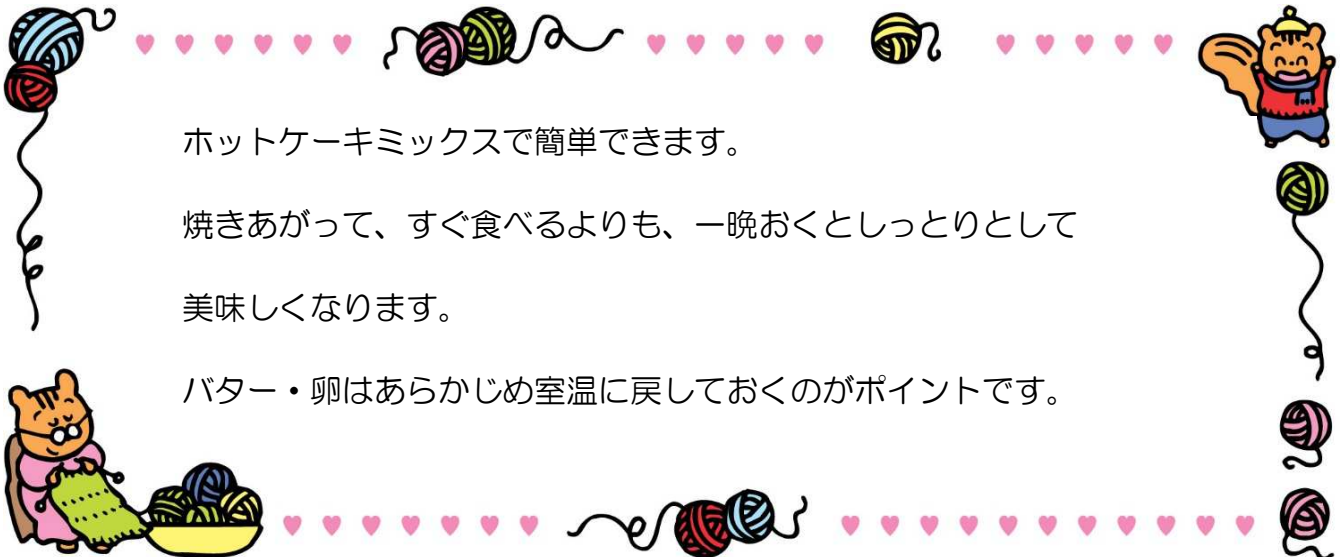 ホットケーキミックスで簡単できます。
焼きあがって、すぐ食べるよりも、一晩おくとしっとりとして
美味しくなります。
バター・卵はあらかじめ室温に戻しておくのがポイントです。